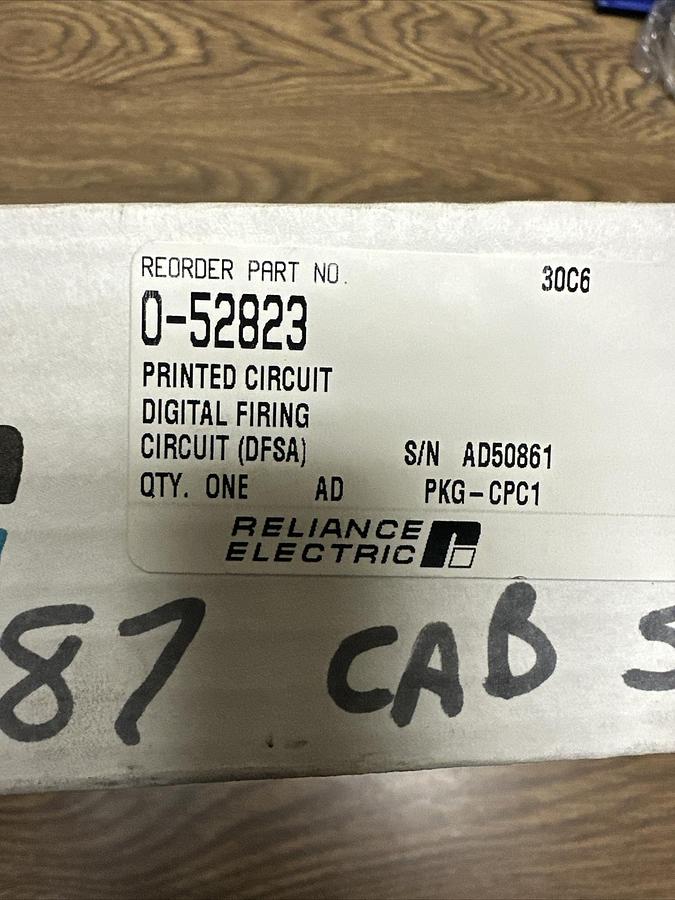 REORDER PART NO. 30C6
0-52823
PRINTED CIRCUIT
DIGITAL FIRING
CIRCUIT (DFSA) S/N AD50861
QTY. ONE AD PKG-CPC1
RELIANCE
ELECTRIC
87 CAB S